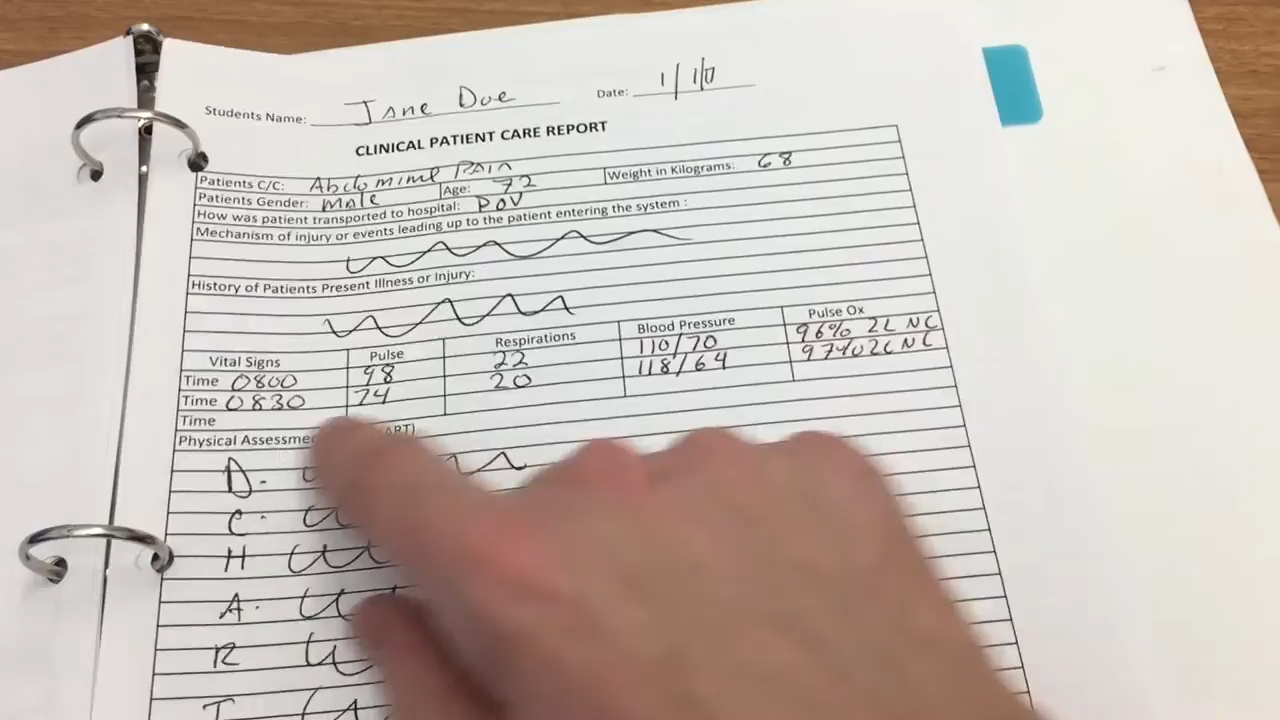 Students Name: Jane Doe Date: 1/1/17
CLINICAL PATIENT CARE REPORT
Patients C/C: Abdominal Pain
Patients Gender: Male Age: 72 Weight in Kilograms: 68
How was patient transported to hospital: POV
Mechanism of injury or events leading up to the patient entering the system :
History of Patients Present Illness or Injury:
Vital Signs Pulse Respirations Blood Pressure Pulse Ox
Time 0800 98 22 110/70 96% 2L NC
Time 0830 74 20 118/64 97% 2L NC
Time
Physical ART)
D.
C.
H
A.
R
T